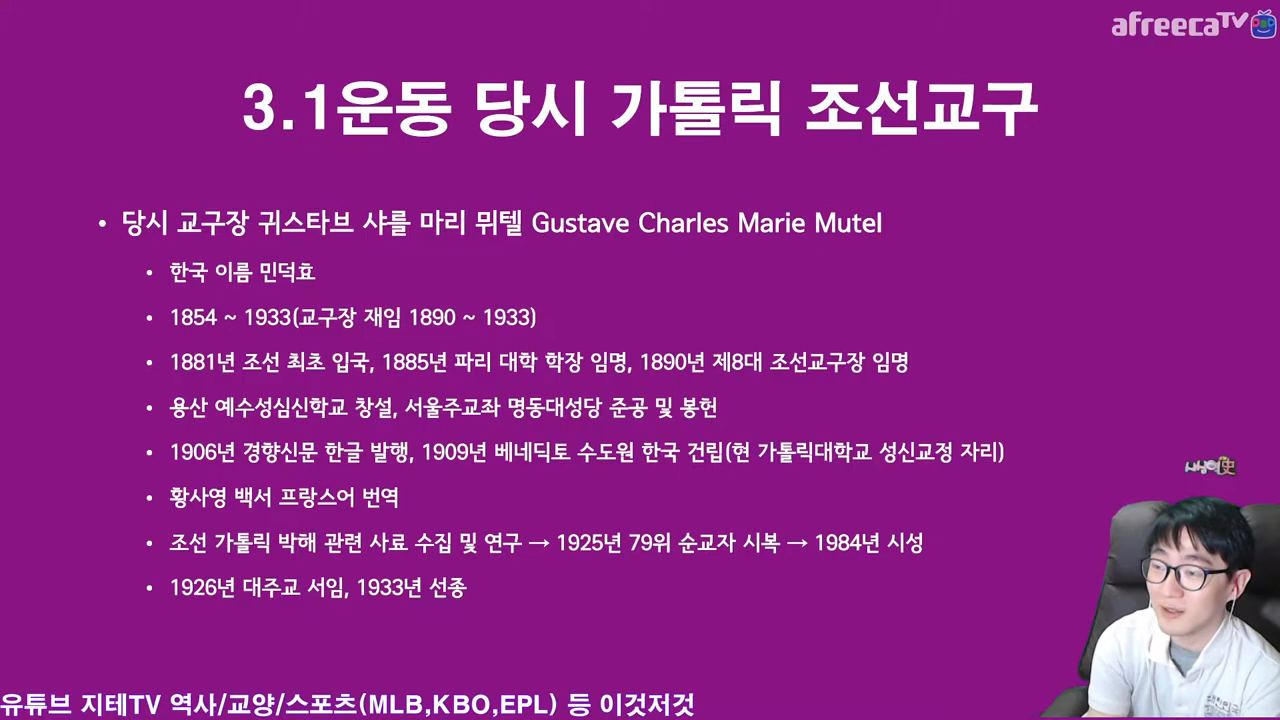 afreecaTV
3.1운동 당시 가톨릭 조선교구
• 당시 교구장 귀스타브 샤를 마리 뮈텔 Gustave Charles Marie Mutel
• 한국 이름 민덕효
• 1854 ~ 1933(교구장 재임 1890 ~ 1933)
• 1881년 조선 최초 입국, 1885년 파리 대학 학장 임명, 1890년 제8대 조선교구장 임명
• 용산 예수성심신학교 창설, 서울주교좌 명동대성당 준공 및 봉헌
• 1906년 경향신문 한글 발행, 1909년 베네딕토 수도원 한국 건립(현 가톨릭대학교 성신교정 자리)
• 황사영 백서 프랑스어 번역
• 조선 가톨릭 박해 관련 사료 수집 및 연구 → 1925년 79위 순교자 시복 → 1984년 시성
• 1926년 대주교 서임, 1933년 선종
유튜브 지테TV 역사/교양/스포츠(MLB,KBO,EPL) 등 이것저것